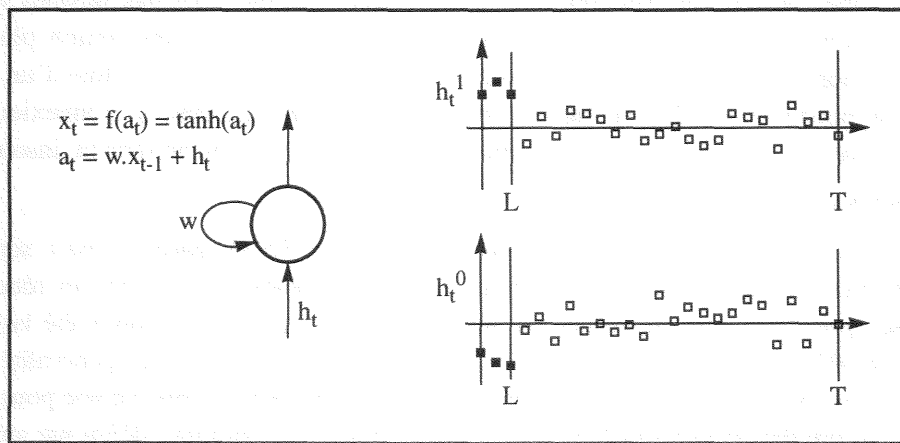 x_t = f(a_t) = tanh(a_t)
a_t = w.x_{t-1} + h_t
w
h_t
h_t^1
L
T
h_t^0
L
T